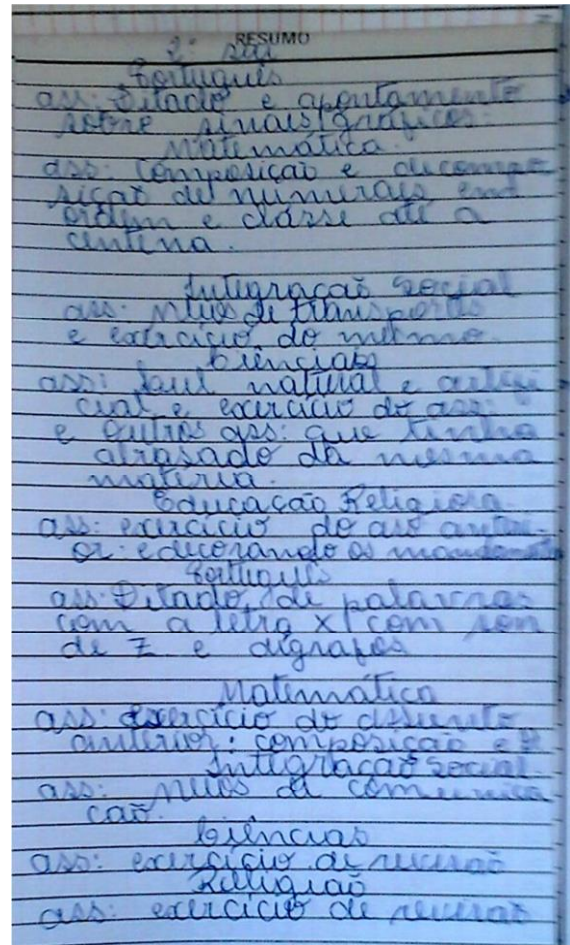 RESUMO
2ª
Português
ass: Ditado e apontamento
sobre sinais gráficos.
Matemática.
ass: Composição e decompo
sição de numerais em
ordem e classe até a
centena.
Integração Social
ass: Meios de transportes
e exercício do mesmo.
Ciências
ass: natural e artifi
cial e exercício do ass:
e outros ass: que tinha
atrasado da mesma
matéria.
Educação Religiosa.
ass: exercício do ass anteri-
or: decorando os mandamentos
Português
ass: Ditado de palavras
com a letra X com som
de Z e dígrafos
Matemática
ass: exercício do assunto
anterior: composição e
Integração Social.
ass: Meios de comunica
ção.
Ciências
ass: exercício de revisão
Religião
ass: exercício de revisão